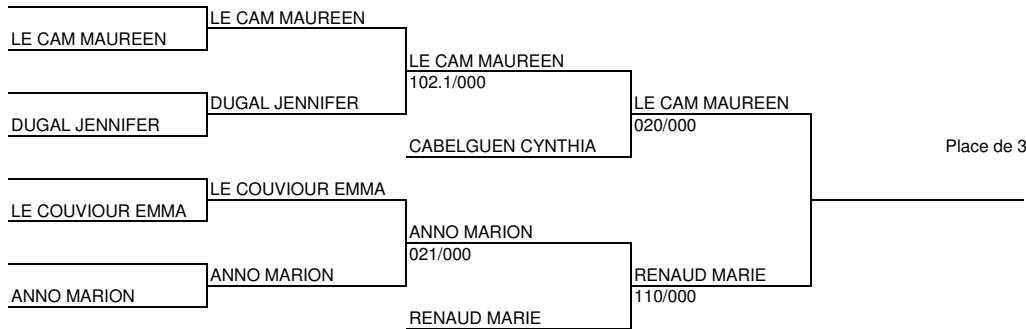 LE CAM MAUREEN
LE CAM MAUREEN
LE CAM MAUREEN
102.1/000
DUGAL JENNIFER
LE CAM MAUREEN
DUGAL JENNIFER
020/000
CABELGUEN CYNTHIA
Place de 3
LE COUVIOUR EMMA
LE COUVIOUR EMMA
ANNO MARION
021/000
ANNO MARION
RENAUD MARIE
ANNO MARION
110/000
RENAUD MARIE